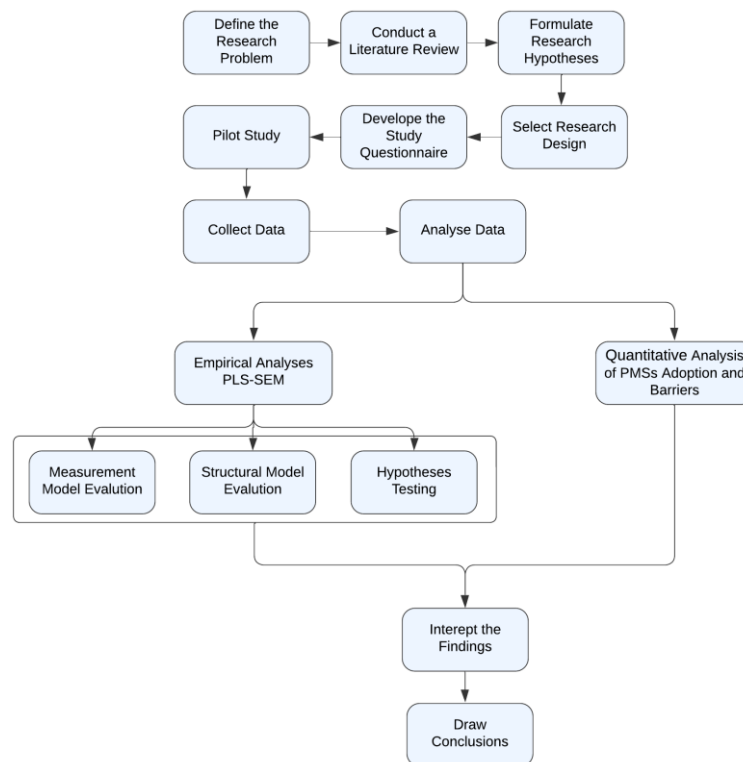 Define the
Research
Problem
Conduct a
Literature Review
Formulate
Research
Hypotheses
Select Research
Design
Develope the
Study
Questionnaire
Pilot Study
Collect Data
Analyse Data
Empirical Analyses
PLS-SEM
Quantitative Analysis
of PMSs Adoption and
Barriers
Measurement
Model Evalution
Structural Model
Evalution
Hypotheses
Testing
Interept the
Findings
Draw
Conclusions